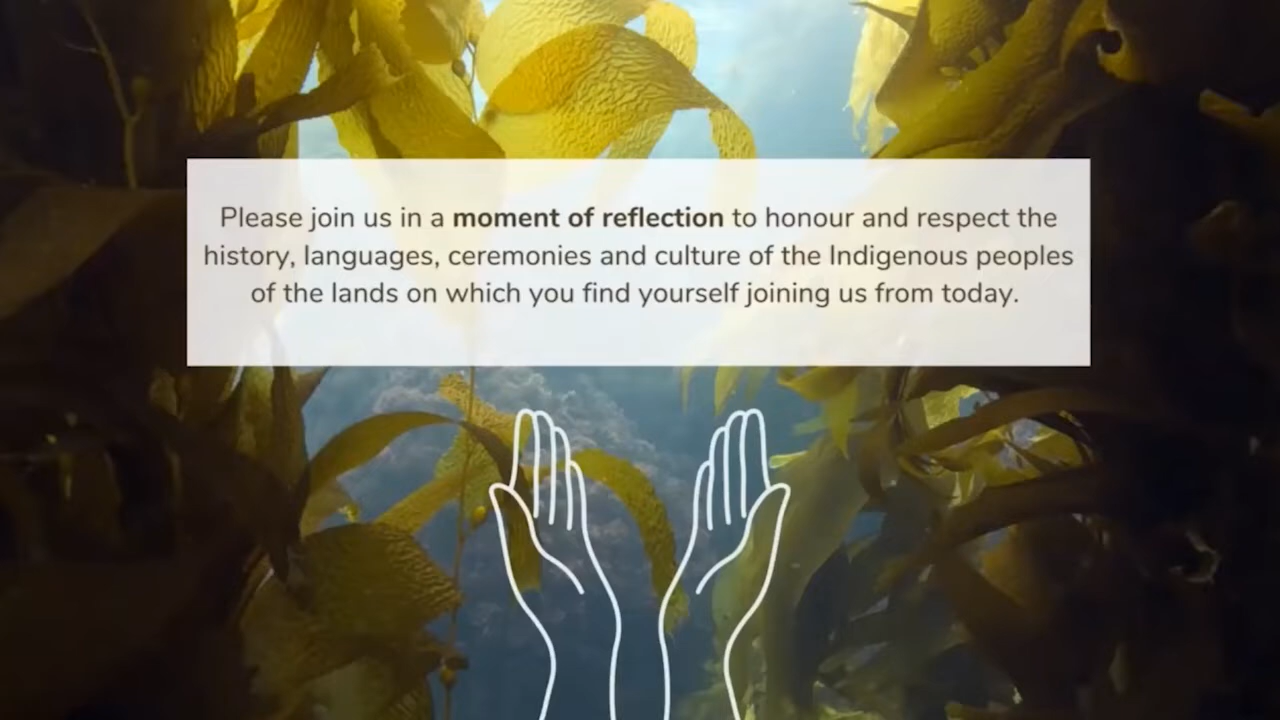 Please join us in a moment of reflection to honour and respect the
history, languages, ceremonies and culture of the Indigenous peoples
of the lands on which you find yourself joining us from today.